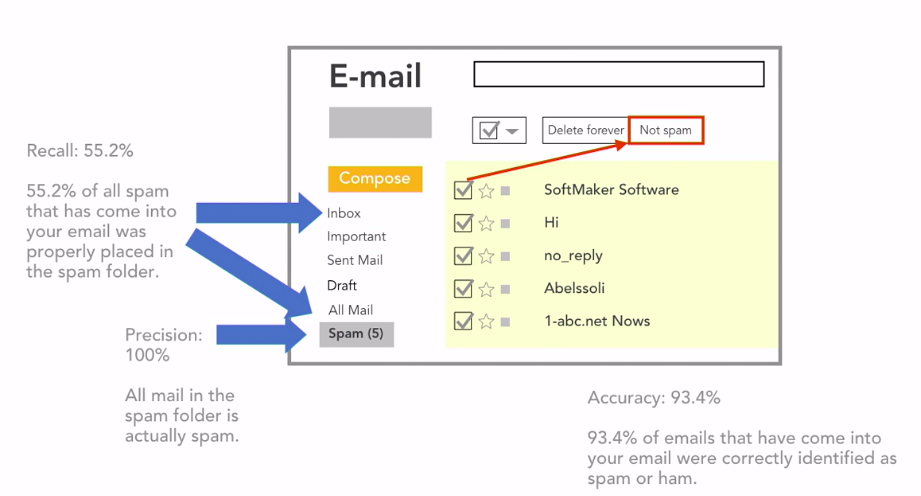 E-mail
Delete forever
Not spam
Recall: 55.2%
55.2% of all spam
that has come into
your email was
properly placed in
the spam folder.
Compose
Inbox
Important
Sent Mail
Draft
All Mail
Spam (5)
SoftMaker Software
Hi
no_reply
Abelssoli
1-abc.net Nows
Precision:
100%
All mail in the
spam folder is
actually spam.
Accuracy: 93.4%
93.4% of emails that have come into
your email were correctly identified as
spam or ham.